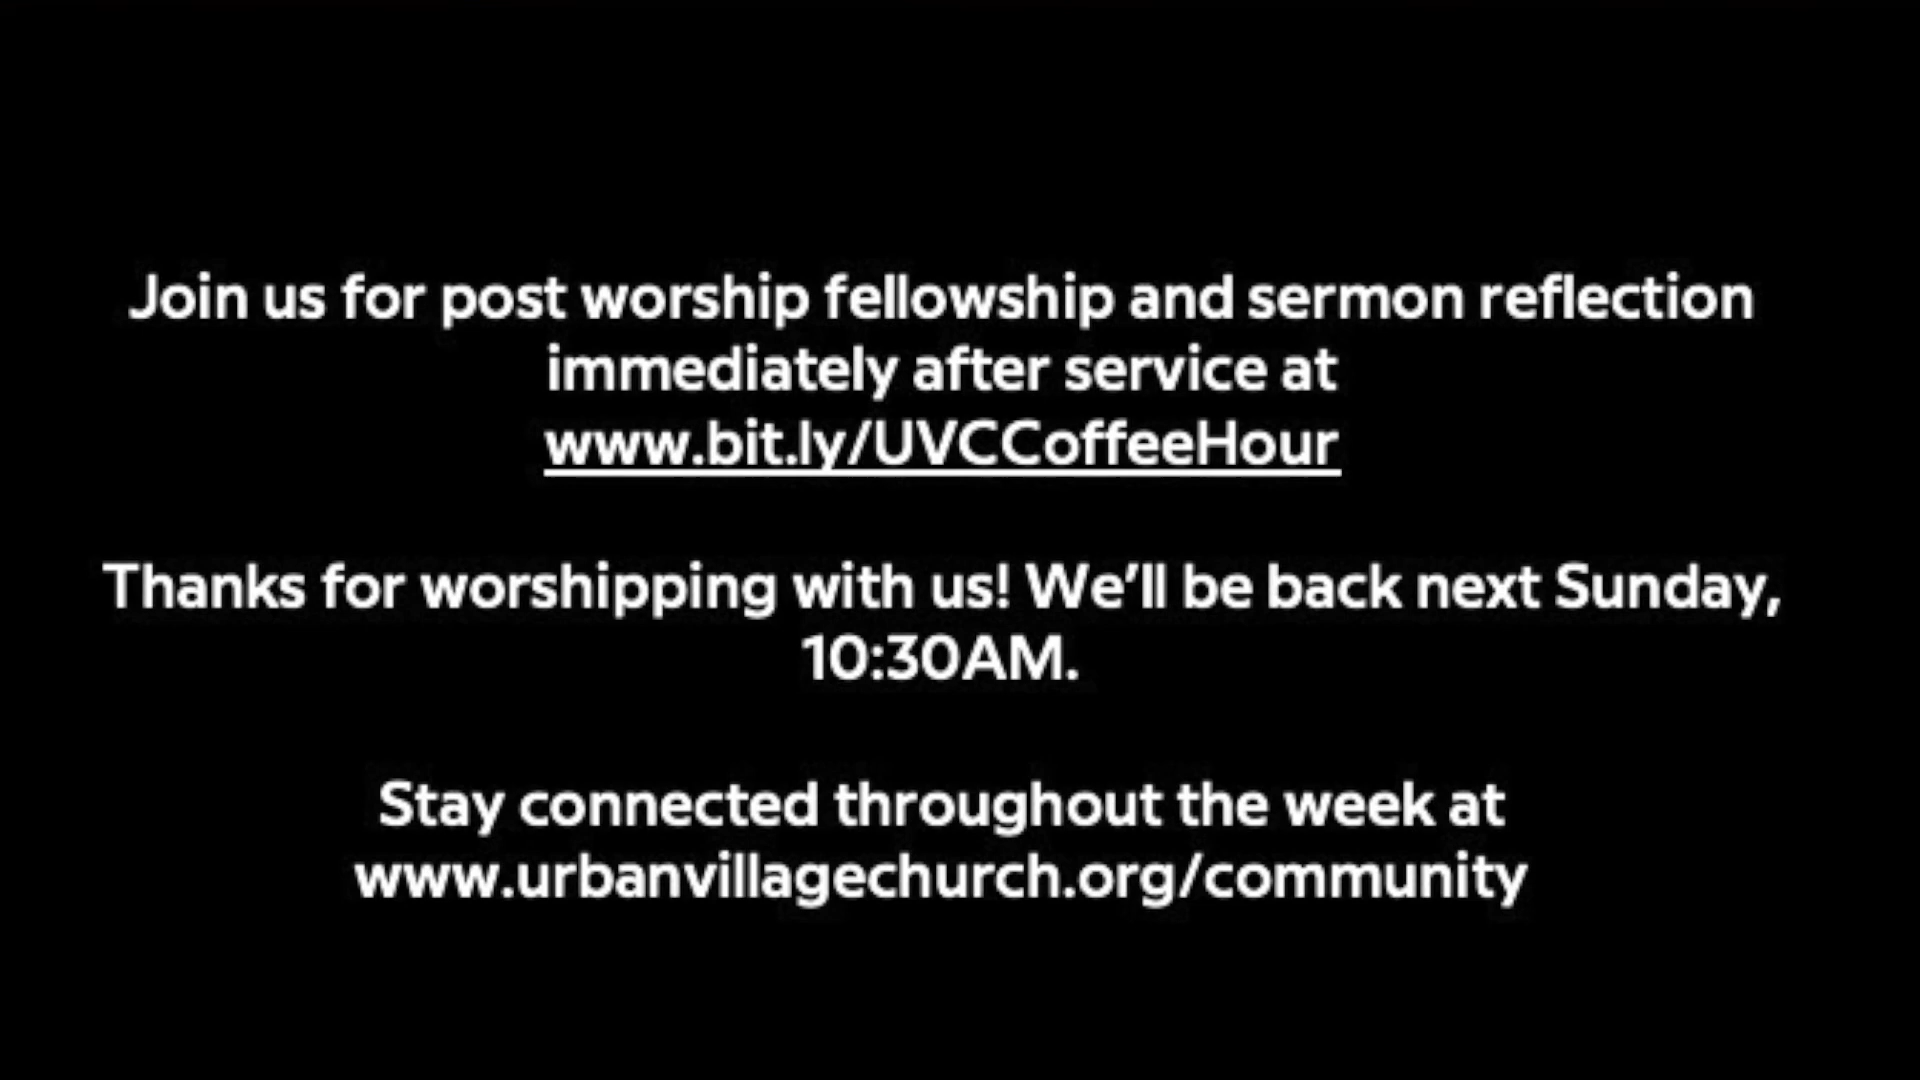 Join us for post worship fellowship and sermon reflection
immediately after service at
www.bit.ly/UVCCoffeeHour
Thanks for worshipping with us! We’ll be back next Sunday,
10:30AM.
Stay connected throughout the week at
www.urbanvillagechurch.org/community